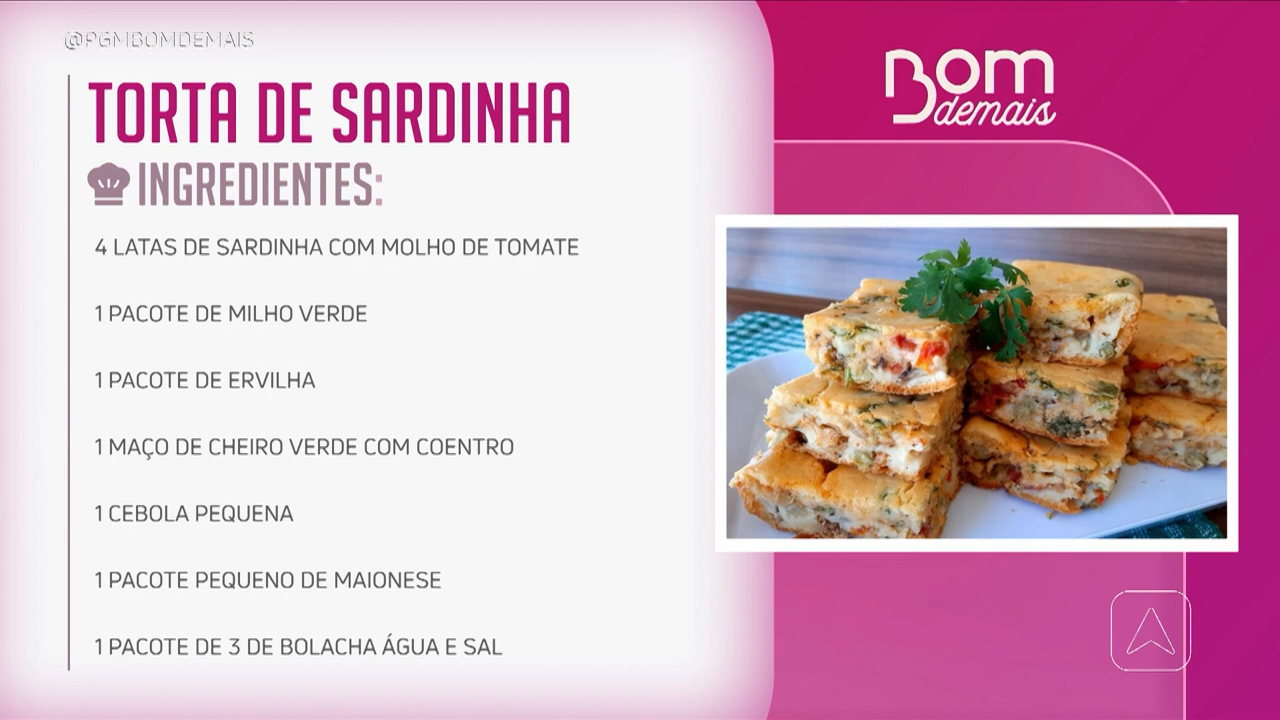 @PGMBOMDEMAIS
TORTA DE SARDINHA
INGREDIENTES:
4 LATAS DE SARDINHA COM MOLHO DE TOMATE
1 PACOTE DE MILHO VERDE
1 PACOTE DE ERVILHA
1 MAÇO DE CHEIRO VERDE COM COENTRO
1 CEBOLA PEQUENA
1 PACOTE PEQUENO DE MAIONESE
1 PACOTE DE 3 DE BOLACHA ÁGUA E SAL
Bom
demais